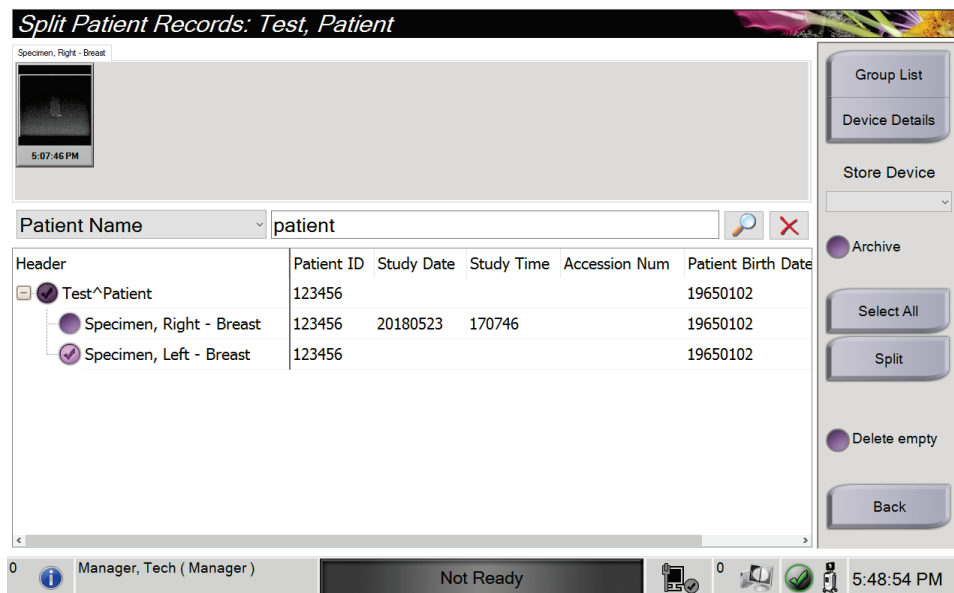 Split Patient Records: Test, Patient
Specimen, Right - Breast
5:07:46 PM
Group List
Device Details
Store Device
Patient Name patient
Archive
Header Patient ID Study Date Study Time Accession Num Patient Birth Date
Test^Patient 123456 19650102
Specimen, Right - Breast 123456 20180523 170746 19650102
Specimen, Left - Breast 123456 19650102
Select All
Split
Delete empty
Back
0 Manager, Tech ( Manager ) Not Ready 0 5:48:54 PM